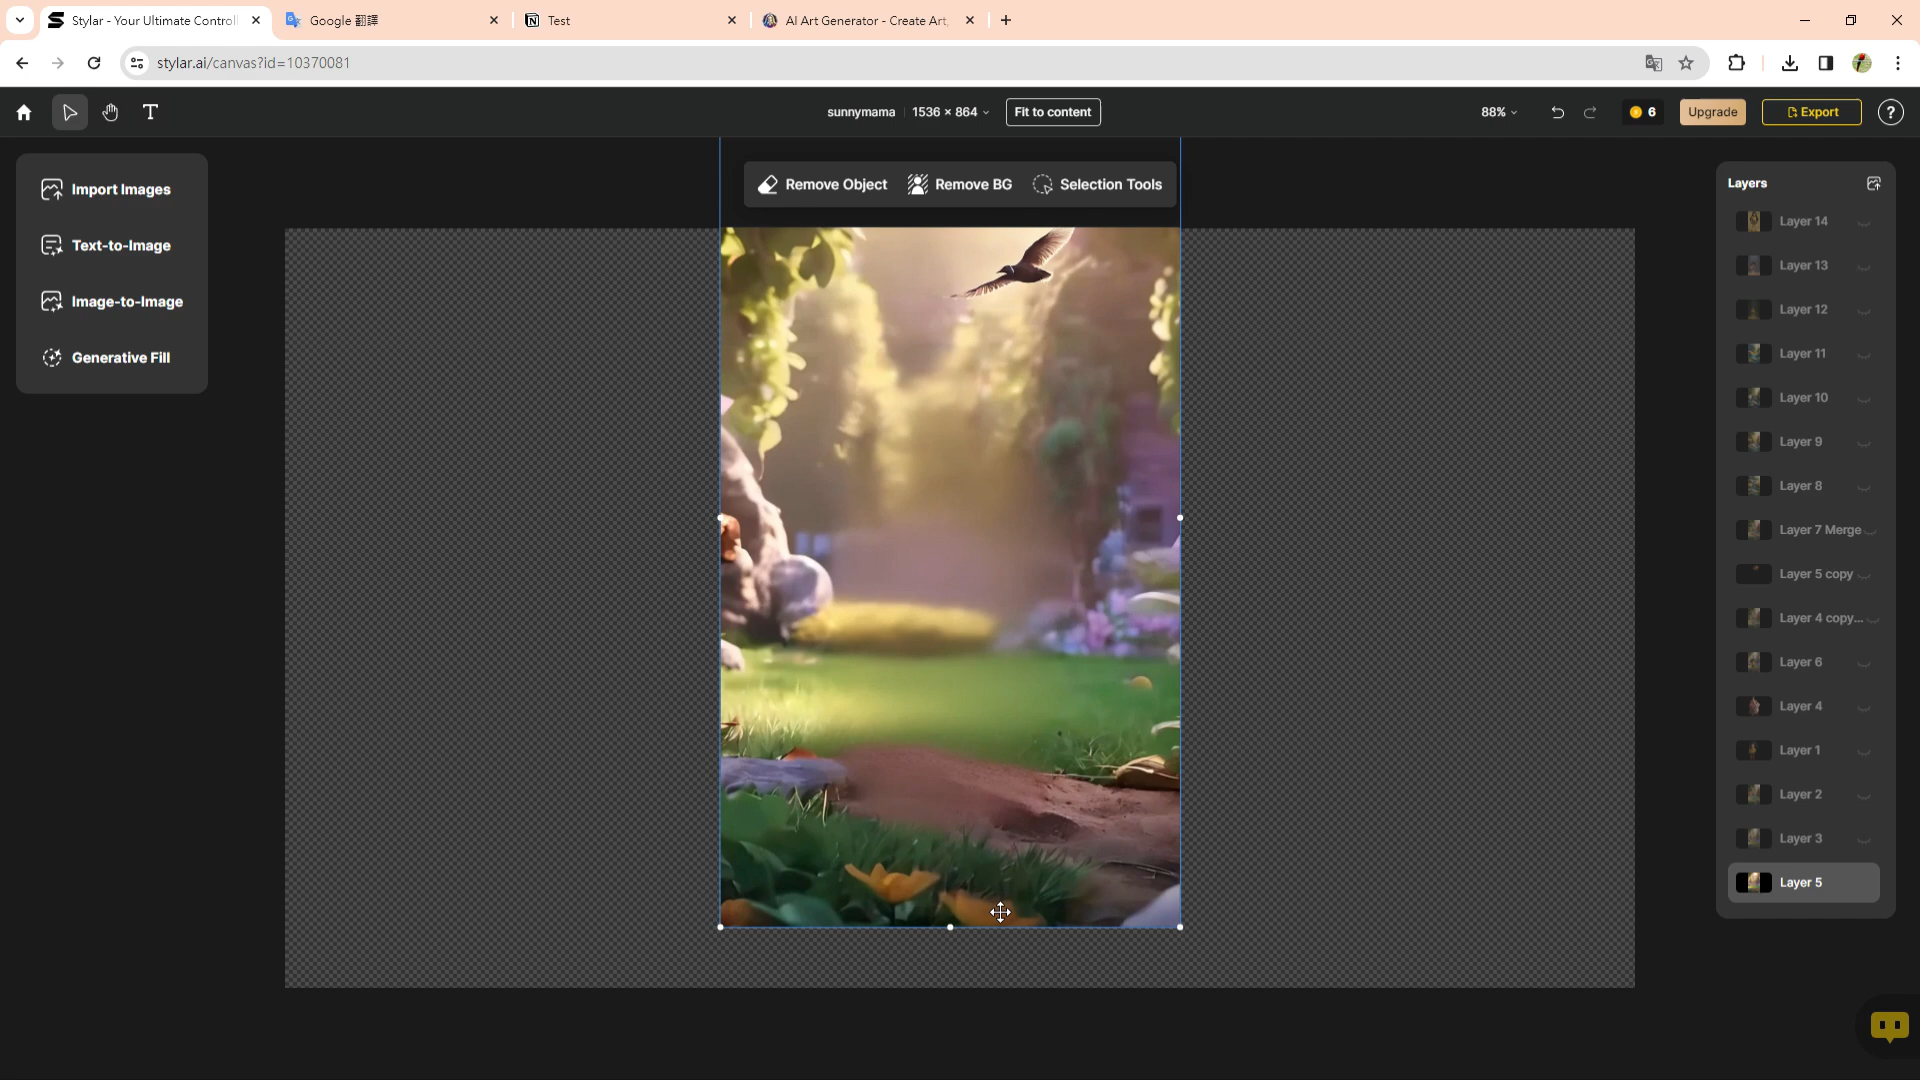 Stylar - Your Ultimate Controll
Google 翻譯
Test
AI Art Generator - Create Art,
stylar.ai/canvas?id=10370081
T
sunnymama
1536 × 864
Fit to content
88%
6
Upgrade
Export
?
Import Images
Text-to-Image
Image-to-Image
Generative Fill
Remove Object
Remove BG
Selection Tools
Layers
Layer 14
Layer 13
Layer 12
Layer 11
Layer 10
Layer 9
Layer 8
Layer 7 Merge
Layer 5 copy
Layer 4 copy...
Layer 6
Layer 4
Layer 1
Layer 2
Layer 3
Layer 5